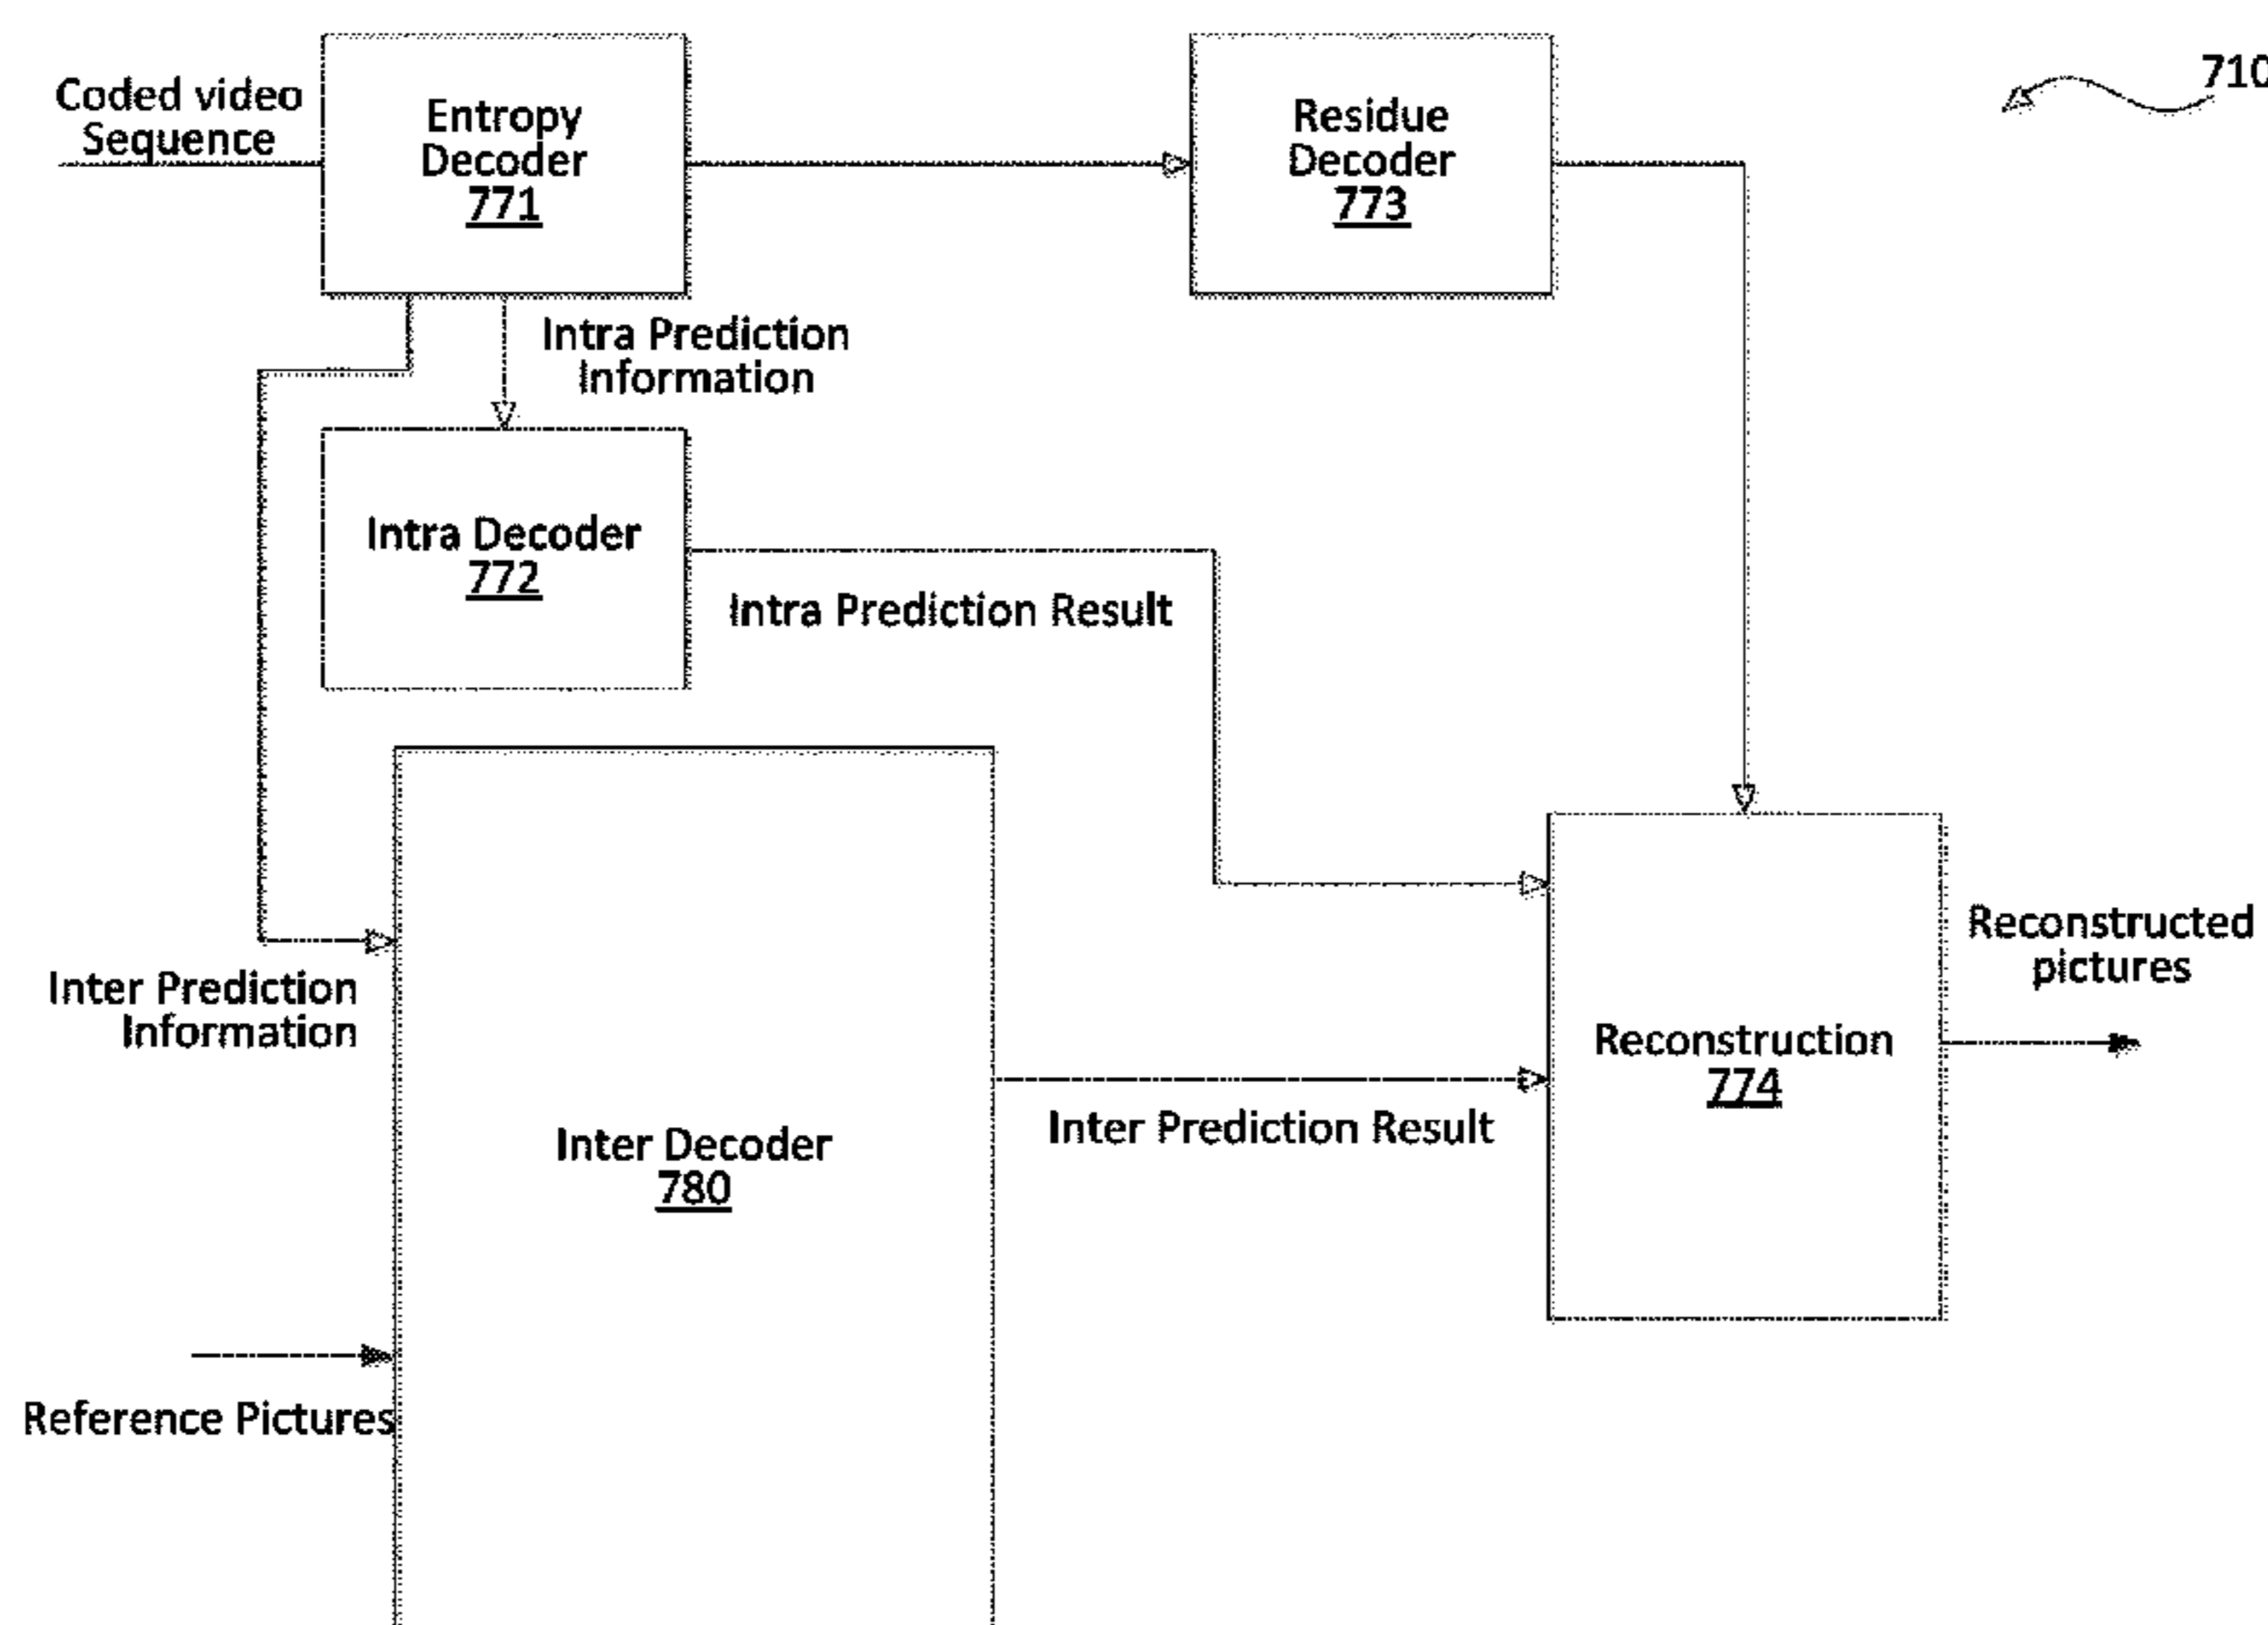 710
Coded video
Sequence
Entropy
Decoder
771
Residue
Decoder
773
Intra Prediction
Information
Intra Decoder
772
Intra Prediction Result
Inter Prediction
Information
Reconstructed
pictures
Reconstruction
774
Inter Prediction Result
Inter Decoder
780
Reference Pictures